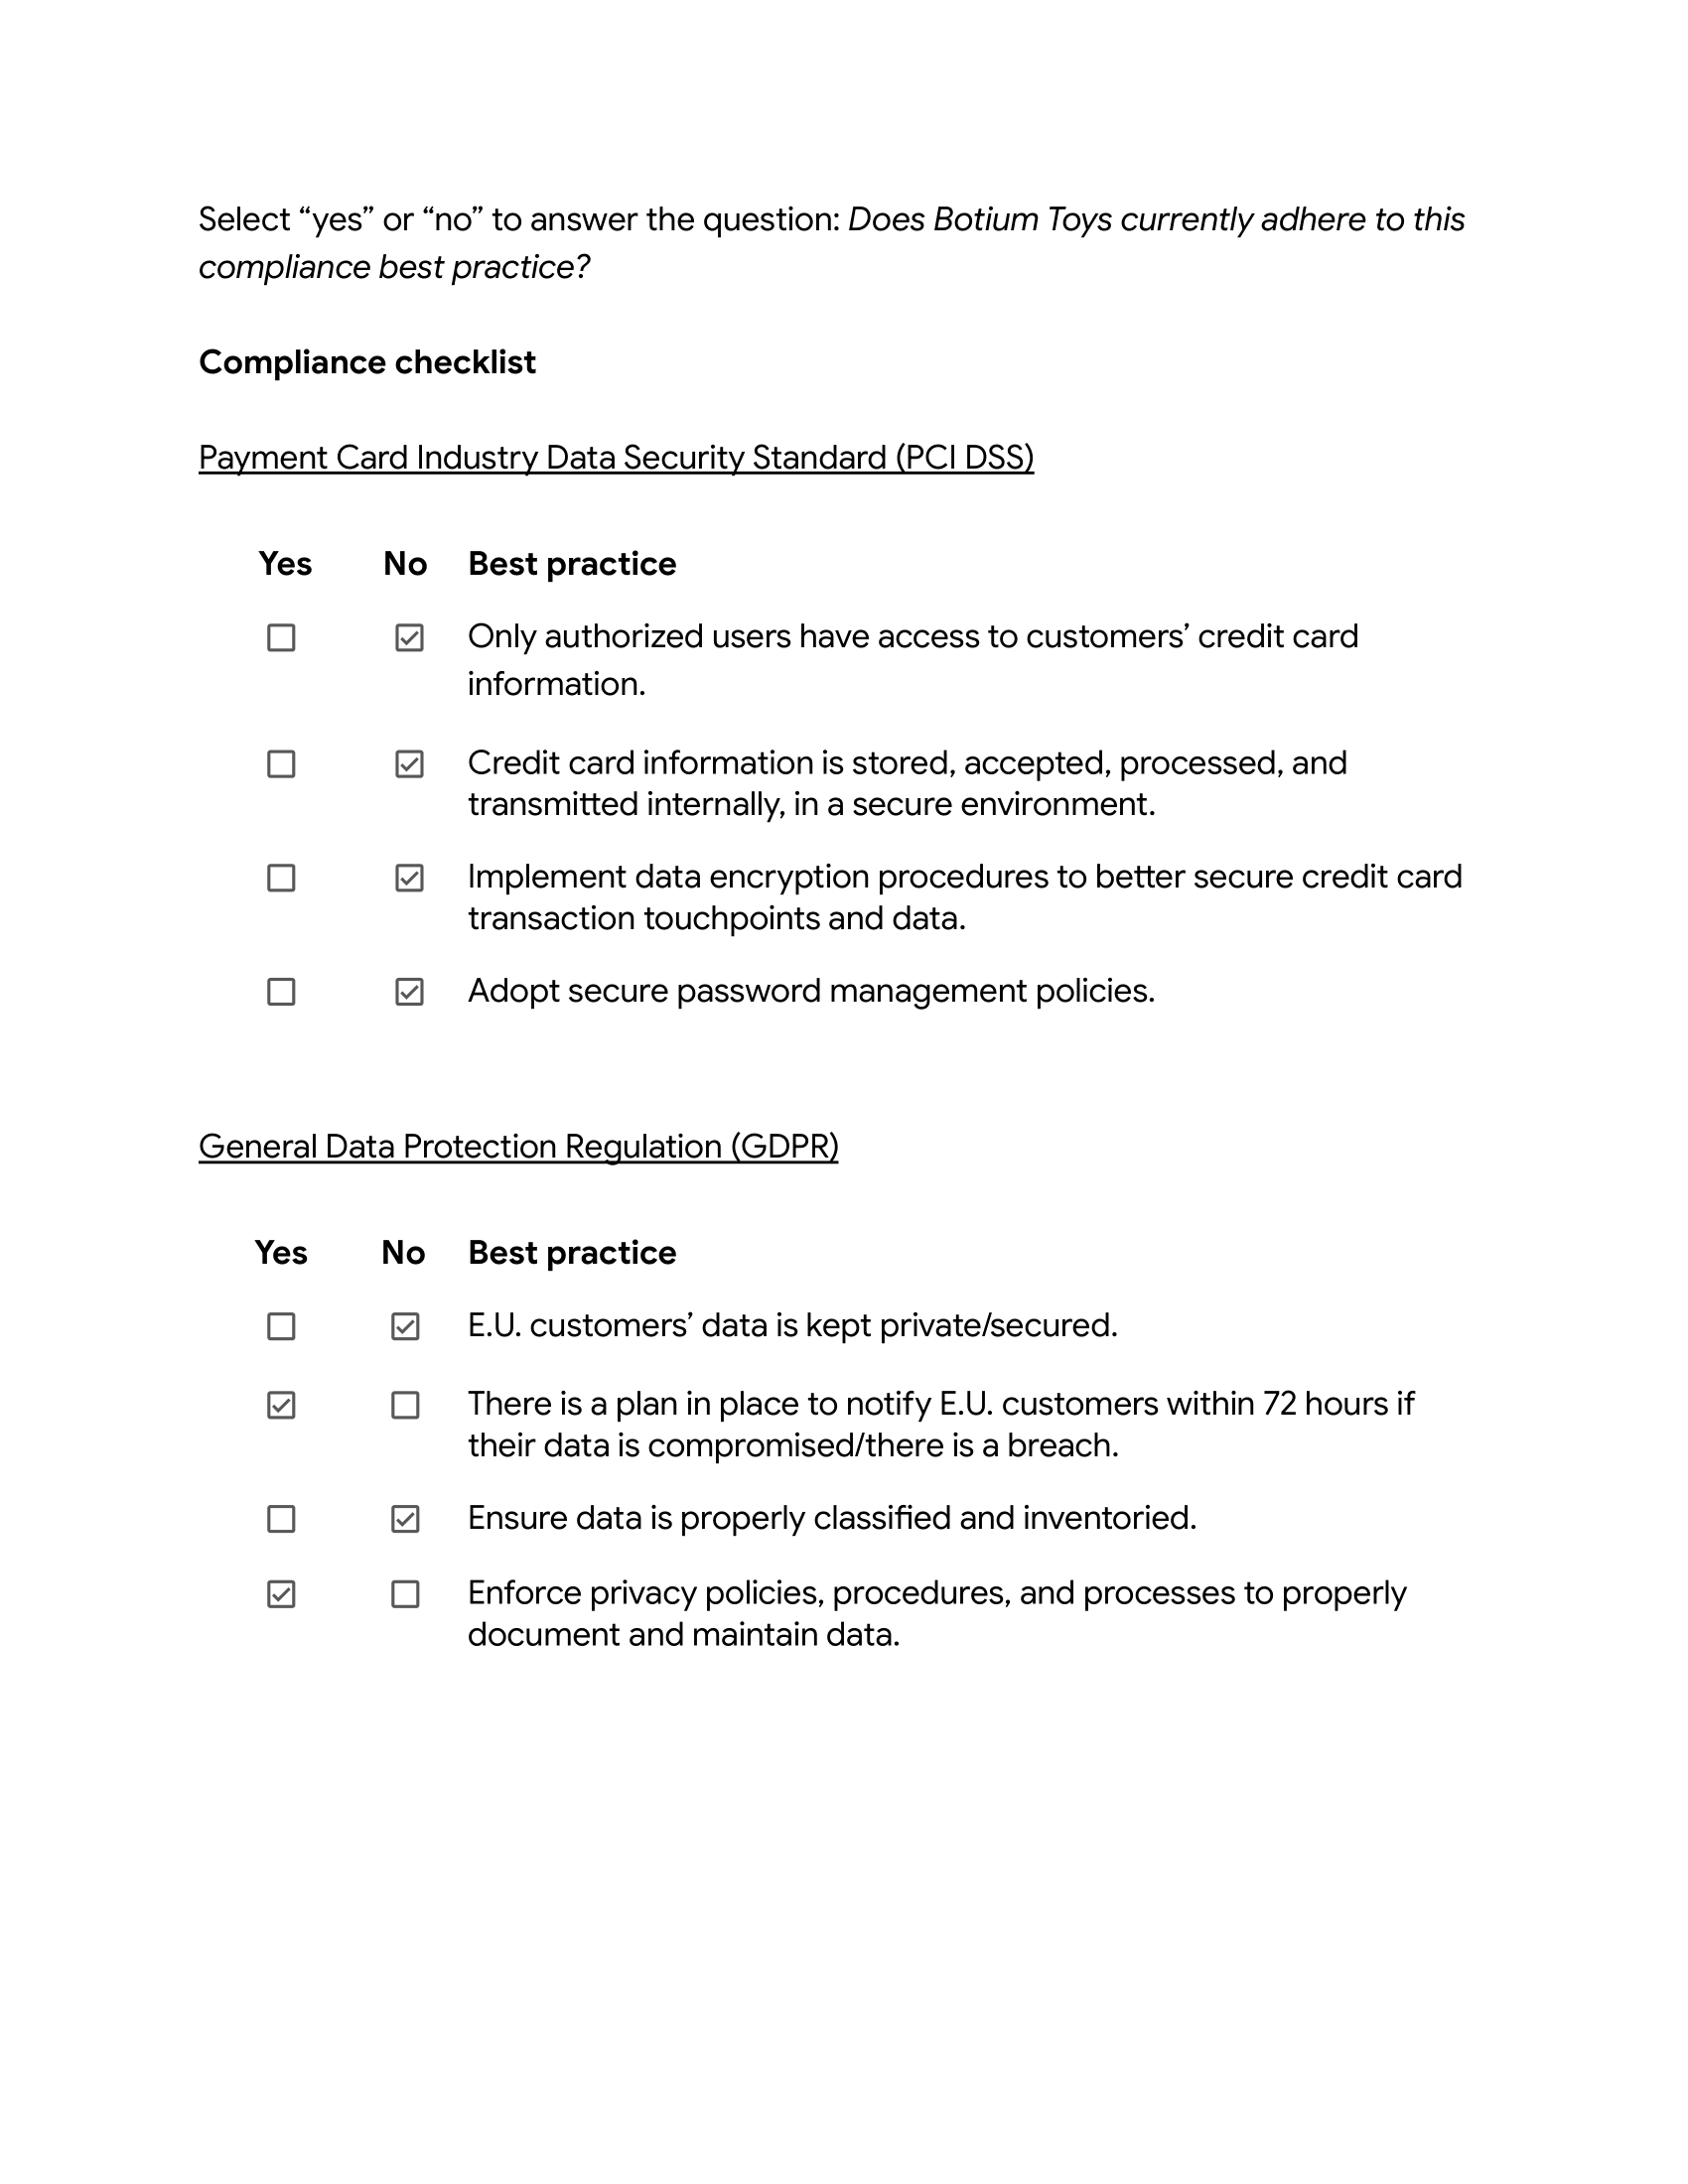 Select “yes” or “no” to answer the question: Does Botium Toys currently adhere to this
compliance best practice?
Compliance checklist
Payment Card Industry Data Security Standard (PCI DSS)
Yes No Best practice
☐ ☑ Only authorized users have access to customers’ credit card
information.
☐ ☑ Credit card information is stored, accepted, processed, and
transmitted internally, in a secure environment.
☐ ☑ Implement data encryption procedures to better secure credit card
transaction touchpoints and data.
☐ ☑ Adopt secure password management policies.
General Data Protection Regulation (GDPR)
Yes No Best practice
☐ ☑ E.U. customers’ data is kept private/secured.
☑ ☐ There is a plan in place to notify E.U. customers within 72 hours if
their data is compromised/there is a breach.
☐ ☑ Ensure data is properly classified and inventoried.
☑ ☐ Enforce privacy policies, procedures, and processes to properly
document and maintain data.